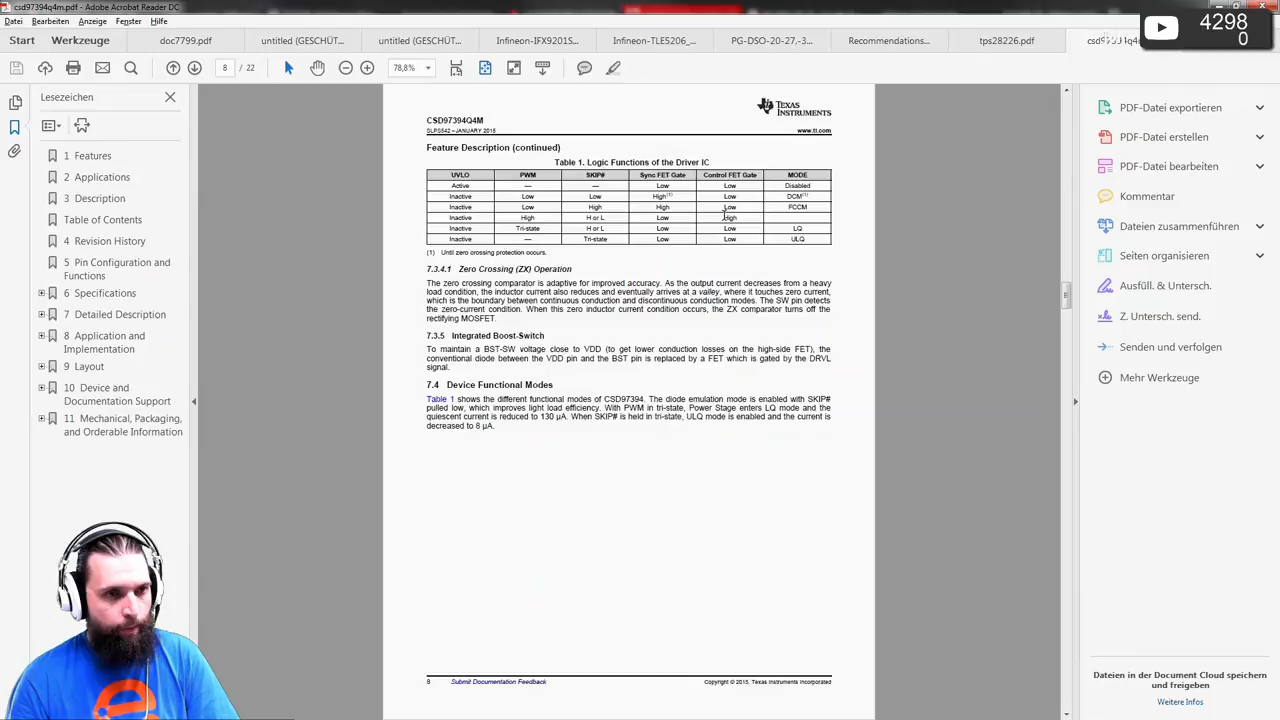 csd97394q4m.pdf - Adobe Acrobat Reader DC
Datei Bearbeiten Anzeige Fenster Hilfe
4298
0
Start Werkzeuge doc7799.pdf untitled (GESCHÜT... untitled (GESCHÜT... Infineon-IFX9201S... Infineon-TLE5206_... PG-DSO-20-27,-3... Recommendations... tps28226.pdf
8 / 22 78,8%
Lesezeichen
1 Features
2 Applications
3 Description
Table of Contents
4 Revision History
5 Pin Configuration and
Functions
6 Specifications
7 Detailed Description
8 Application and
Implementation
9 Layout
10 Device and
Documentation Support
11 Mechanical, Packaging,
and Orderable Information
TEXAS
INSTRUMENTS
CSD97394Q4M
SLPS542 –JANUARY 2015 www.ti.com
Feature Description (continued)
Table 1. Logic Functions of the Driver IC
UVLO PWM SKIP# Sync FET Gate Control FET Gate MODE
Active — — Low Low Disabled
Inactive Low Low High(1) Low DCM(1)
Inactive Low High High Low FCCM
Inactive High H or L Low High
Inactive Tri-state H or L Low Low LQ
Inactive — Tri-state Low Low ULQ
(1) Until zero crossing protection occurs.
7.3.4.1 Zero Crossing (ZX) Operation
The zero crossing comparator is adaptive for improved accuracy. As the output current decreases from a heavy
load condition, the inductor current also reduces and eventually arrives at a valley, where it touches zero current,
which is the boundary between continuous conduction and discontinuous conduction modes. The SW pin detects
the zero-current condition. When this zero inductor current condition occurs, the ZX comparator turns off the
rectifying MOSFET.
7.3.5 Integrated Boost-Switch
To maintain a BST-SW voltage close to VDD (to get lower conduction losses on the high-side FET), the
conventional diode between the VDD pin and the BST pin is replaced by a FET which is gated by the DRVL
signal.
7.4 Device Functional Modes
Table 1 shows the different functional modes of CSD97394. The diode emulation mode is enabled with SKIP#
pulled low, which improves light load efficiency. With PWM in tri-state, Power Stage enters LQ mode and the
quiescent current is reduced to 130 µA. When SKIP# is held in tri-state, ULQ mode is enabled and the current is
decreased to 8 µA.
8 Submit Documentation Feedback Copyright © 2015, Texas Instruments Incorporated
PDF-Datei exportieren
PDF-Datei erstellen
PDF-Datei bearbeiten
Kommentar
Dateien zusammenführen
Seiten organisieren
Ausfüll. & Untersch.
Z. Untersch. send.
Senden und verfolgen
Mehr Werkzeuge
Dateien in der Document Cloud speichern
und freigeben
Weitere Infos